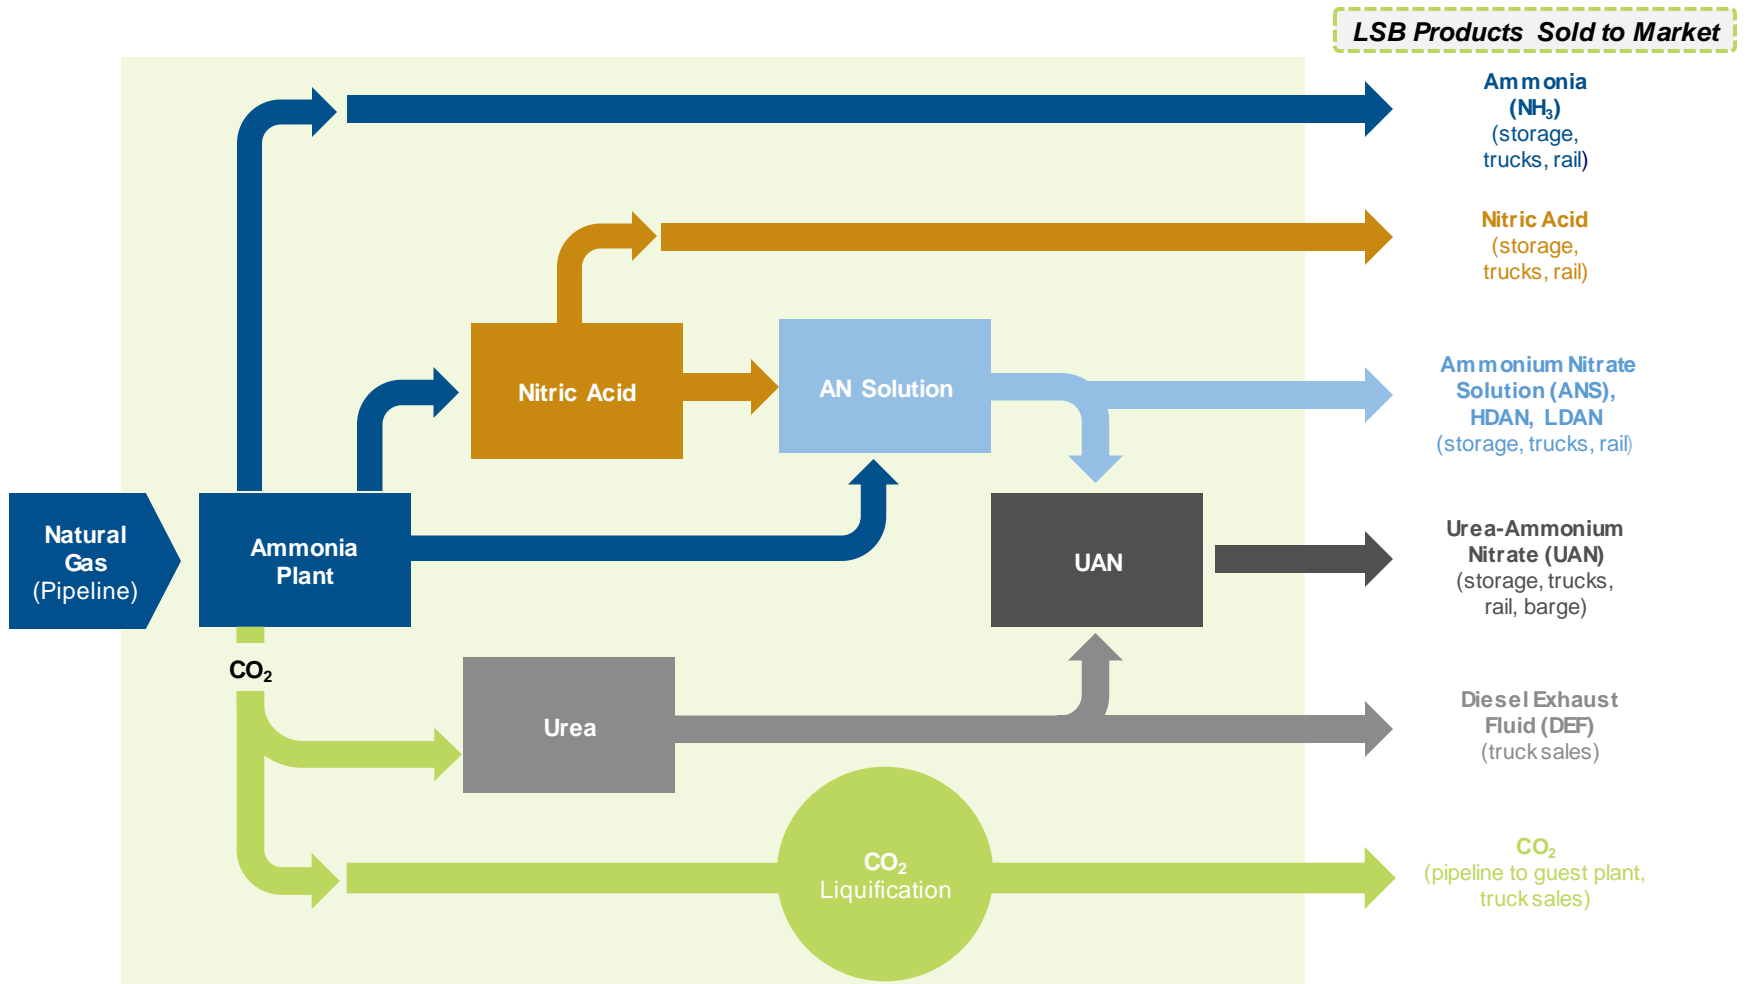 LSB Products Sold to Market
Ammonia
(NH₃)
(storage,
trucks, rail)
Nitric Acid
(storage,
trucks, rail)
Nitric Acid
AN Solution
Ammonium Nitrate
Solution (ANS),
HDAN, LDAN
(storage, trucks, rail)
Natural
Gas
(Pipeline)
Ammonia
Plant
UAN
Urea-Ammonium
Nitrate (UAN)
(storage, trucks,
rail, barge)
CO₂
Urea
Diesel Exhaust
Fluid (DEF)
(truck sales)
CO₂
Liquification
CO₂
(pipeline to guest plant,
truck sales)